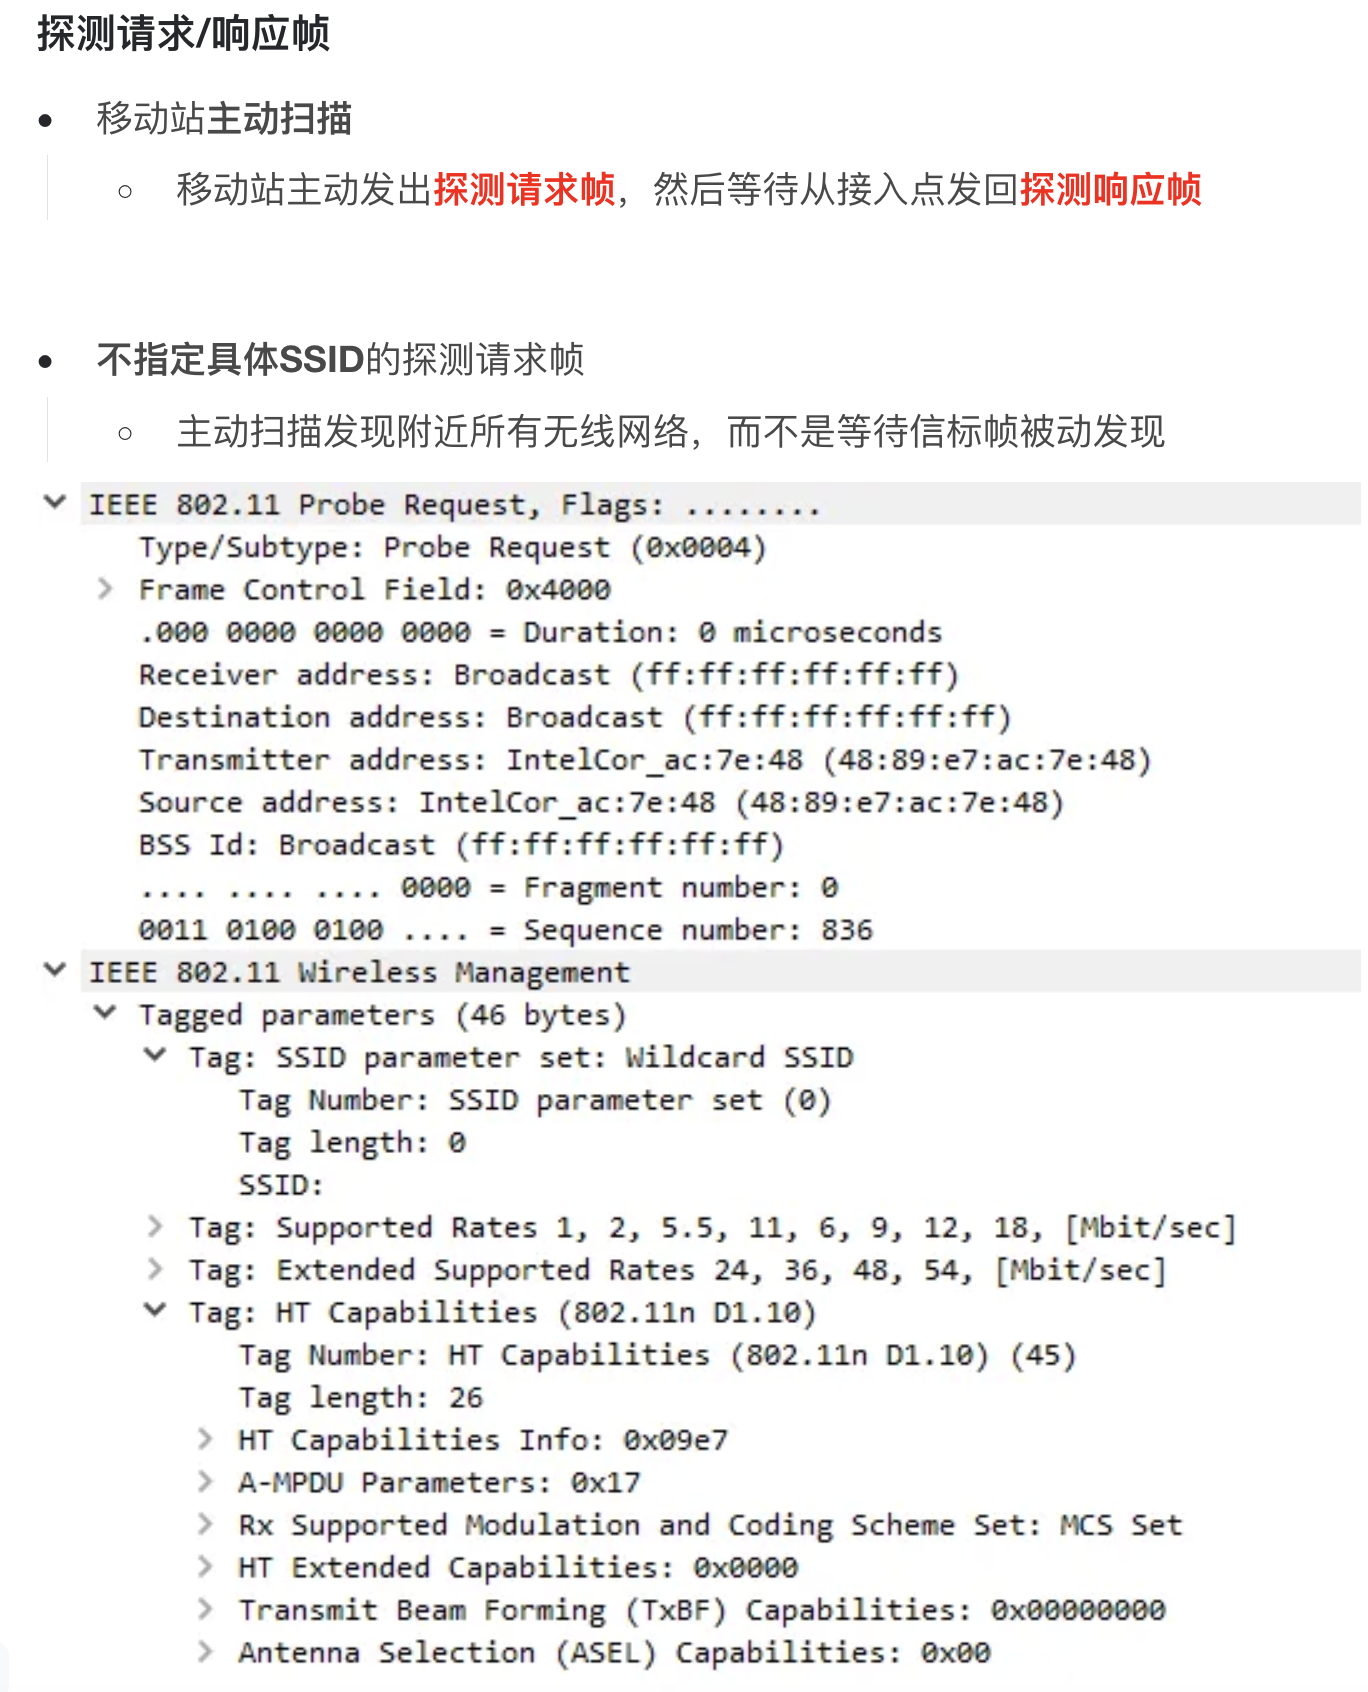 探测请求/响应帧
移动站主动扫描
移动站主动发出探测请求帧，然后等待从接入点发回探测响应帧
不指定具体SSID的探测请求帧
主动扫描发现附近所有无线网络，而不是等待信标帧被动发现
IEEE 802.11 Probe Request, Flags: ........
Type/Subtype: Probe Request (0x0004)
Frame Control Field: 0x4000
.000 0000 0000 0000 = Duration: 0 microseconds
Receiver address: Broadcast (ff:ff:ff:ff:ff:ff)
Destination address: Broadcast (ff:ff:ff:ff:ff:ff)
Transmitter address: IntelCor_ac:7e:48 (48:89:e7:ac:7e:48)
Source address: IntelCor_ac:7e:48 (48:89:e7:ac:7e:48)
BSS Id: Broadcast (ff:ff:ff:ff:ff:ff)
.... .... .... 0000 = Fragment number: 0
0011 0100 0100 .... = Sequence number: 836
IEEE 802.11 Wireless Management
Tagged parameters (46 bytes)
Tag: SSID parameter set: Wildcard SSID
Tag Number: SSID parameter set (0)
Tag length: 0
SSID:
Tag: Supported Rates 1, 2, 5.5, 11, 6, 9, 12, 18, [Mbit/sec]
Tag: Extended Supported Rates 24, 36, 48, 54, [Mbit/sec]
Tag: HT Capabilities (802.11n D1.10)
Tag Number: HT Capabilities (802.11n D1.10) (45)
Tag length: 26
HT Capabilities Info: 0x09e7
A-MPDU Parameters: 0x17
Rx Supported Modulation and Coding Scheme Set: MCS Set
HT Extended Capabilities: 0x0000
Transmit Beam Forming (TxBF) Capabilities: 0x00000000
Antenna Selection (ASEL) Capabilities: 0x00